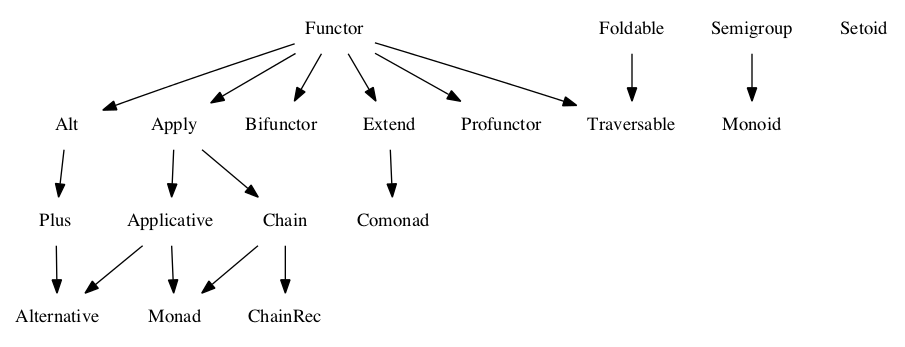 Functor Foldable Semigroup Setoid
Alt Apply Bifunctor Extend Profunctor Traversable Monoid
Plus Applicative Chain Comonad
Alternative Monad ChainRec